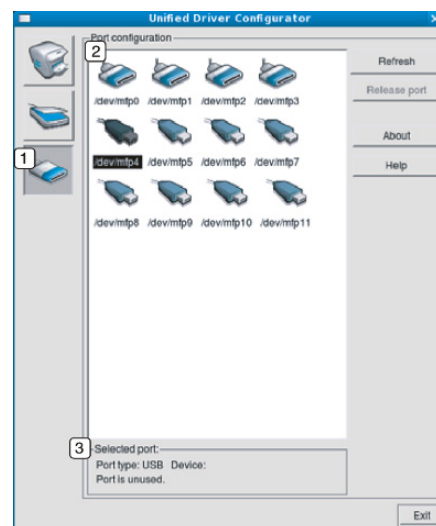 Unified Driver Configurator
Port configuration
2
/dev/mfp0 /dev/mfp1 /dev/mfp2 /dev/mfp3
Refresh
Release port
1
/dev/mfp4 /dev/mfp5 /dev/mfp6 /dev/mfp7
About
Help
/dev/mfp8 /dev/mfp9 /dev/mfp10 /dev/mfp11
3
Selected port:
Port type: USB Device:
Port is unused.
Exit